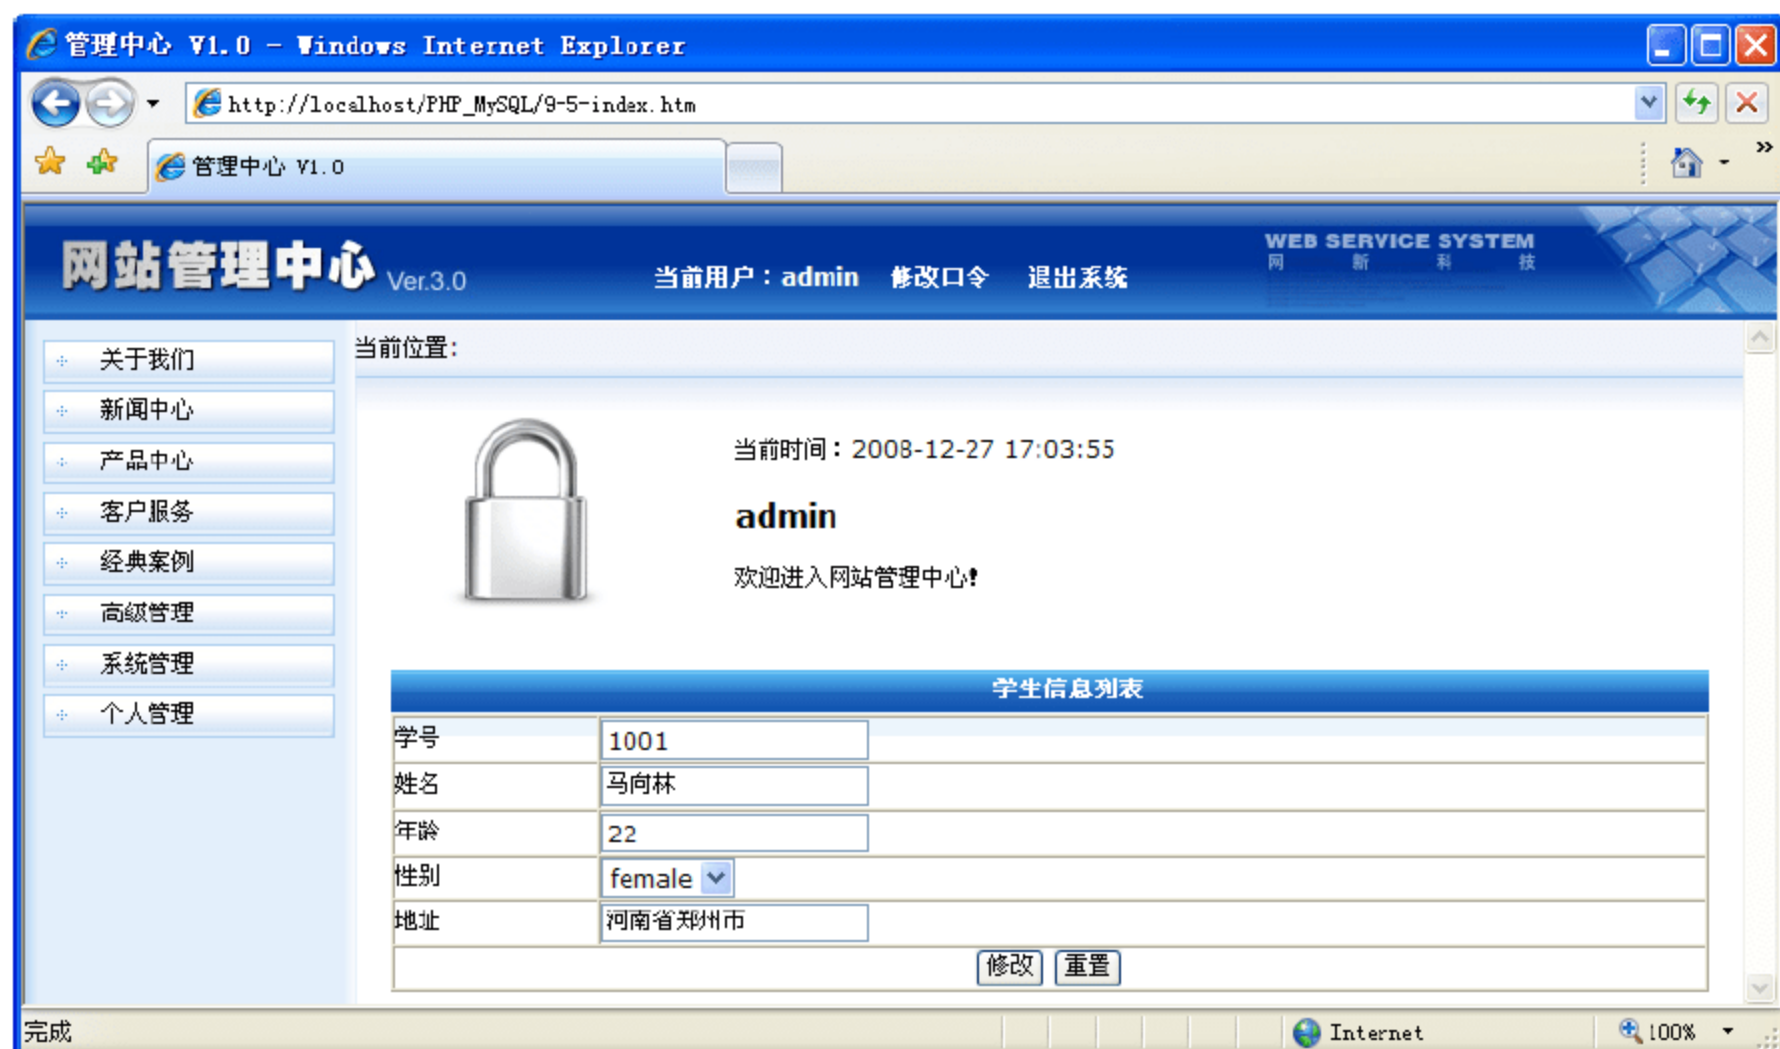 管理中心 V1.0 - Windows Internet Explorer
http://localhost/PHP_MySQL/9-5-index.htm
管理中心 V1.0
网站管理中心 Ver.3.0
当前用户：admin 修改口令 退出系统
WEB SERVICE SYSTEM
网 新 科 技
关于我们
新闻中心
产品中心
客户服务
经典案例
高级管理
系统管理
个人管理
当前位置:
当前时间：2008-12-27 17:03:55
admin
欢迎进入网站管理中心!
学生信息列表
学号 1001
姓名 马向林
年龄 22
性别 female
地址 河南省郑州市
修改 重置
完成 Internet 100%